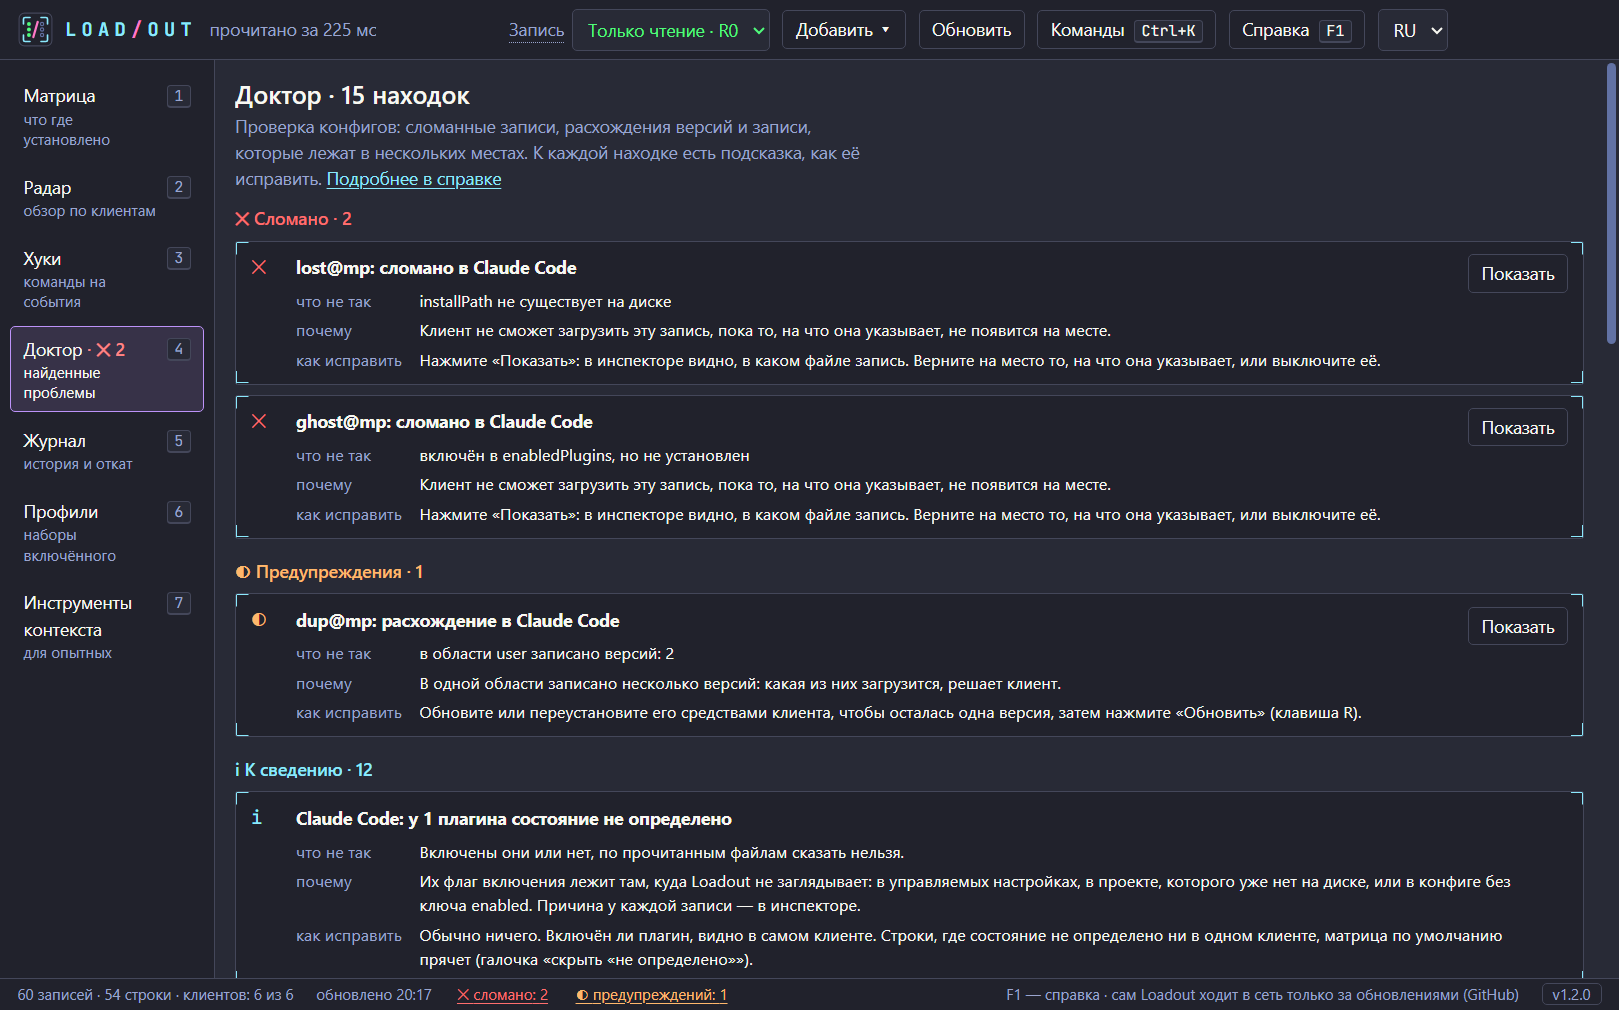 LOAD/OUT прочитано за 225 мс Запись Только чтение · R0 Добавить ▾ Обновить Команды Ctrl+K Справка F1 RU
Матрица 1
что где
установлено
Радар 2
обзор по клиентам
Хуки 3
команды на
события
Доктор · ✕ 2 4
найденные
проблемы
Журнал 5
история и откат
Профили 6
наборы
включённого
Инструменты 7
контекста
для опытных
Доктор · 15 находок
Проверка конфигов: сломанные записи, расхождения версий и записи,
которые лежат в нескольких местах. К каждой находке есть подсказка, как её
исправить. Подробнее в справке
✕ Сломано · 2
✕ lost@mp: сломано в Claude Code Показать
что не так installPath не существует на диске
почему Клиент не сможет загрузить эту запись, пока то, на что она указывает, не появится на месте.
как исправить Нажмите «Показать»: в инспекторе видно, в каком файле запись. Верните на место то, на что она указывает, или выключите её.
✕ ghost@mp: сломано в Claude Code Показать
что не так включён в enabledPlugins, но не установлен
почему Клиент не сможет загрузить эту запись, пока то, на что она указывает, не появится на месте.
как исправить Нажмите «Показать»: в инспекторе видно, в каком файле запись. Верните на место то, на что она указывает, или выключите её.
◐ Предупреждения · 1
◐ dup@mp: расхождение в Claude Code Показать
что не так в области user записано версий: 2
почему В одной области записано несколько версий: какая из них загрузится, решает клиент.
как исправить Обновите или переустановите его средствами клиента, чтобы осталась одна версия, затем нажмите «Обновить» (клавиша R).
i К сведению · 12
i Claude Code: у 1 плагина состояние не определено
что не так Включены они или нет, по прочитанным файлам сказать нельзя.
почему Их флаг включения лежит там, куда Loadout не заглядывает: в управляемых настройках, в проекте, которого уже нет на диске, или в конфиге без
ключа enabled. Причина у каждой записи — в инспекторе.
как исправить Обычно ничего. Включён ли плагин, видно в самом клиенте. Строки, где состояние не определено ни в одном клиенте, матрица по умолчанию
прячет (галочка «скрыть «не определено»»).
60 записей · 54 строки · клиентов: 6 из 6 обновлено 20:17 ✕ сломано: 2 ◐ предупреждений: 1 F1 — справка · сам Loadout ходит в сеть только за обновлениями (GitHub) v1.2.0